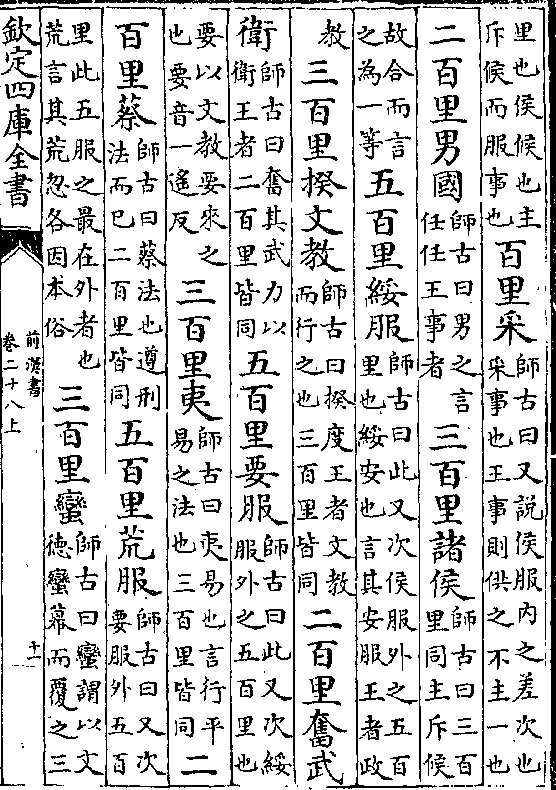 里也侯候也主斥候而服事也百里采師古曰又說侯服内之差次也采事也王事則供之不主一也
二百里男國師古曰男之言任任王事者三百里諸侯師古曰三百里同主斥候
故合而言之為一等五百里綏服師古曰此又次侯服外之五百里也綏安也言其安服王者政
教三百里揆文教師古曰揆度王者文教而行之也三百里皆同二百里奮武
衛師古曰奮其武力以衛王者二百里皆同五百里要服師古曰此又次綏服外之五百里也
要以文教要來之也要音一遙反三百里夷師古曰夷易也言行平易之法也三百里皆同二
百里蔡師古曰蔡法也遵刑法而已二百里皆同五百里荒服師古曰又次要服外五百
里此五服之最在外者也荒言其荒忽各因本俗三百里蠻師古曰蠻謂以文德蠻幕而覆之三
欽定四庫全書
前漢書
卷二十八上
十一